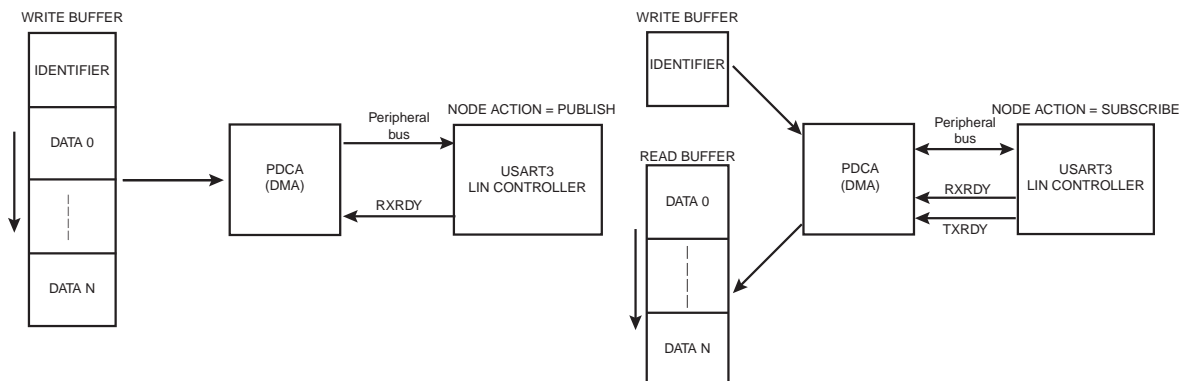 WRITE BUFFER
IDENTIFIER
DATA 0
DATA N
PDCA
(DMA)
Peripheral
bus
RXRDY
NODE ACTION = PUBLISH
USART3
LIN CONTROLLER
WRITE BUFFER
IDENTIFIER
READ BUFFER
DATA 0
DATA N
PDCA
(DMA)
Peripheral
bus
RXRDY
TXRDY
NODE ACTION = SUBSCRIBE
USART3
LIN CONTROLLER